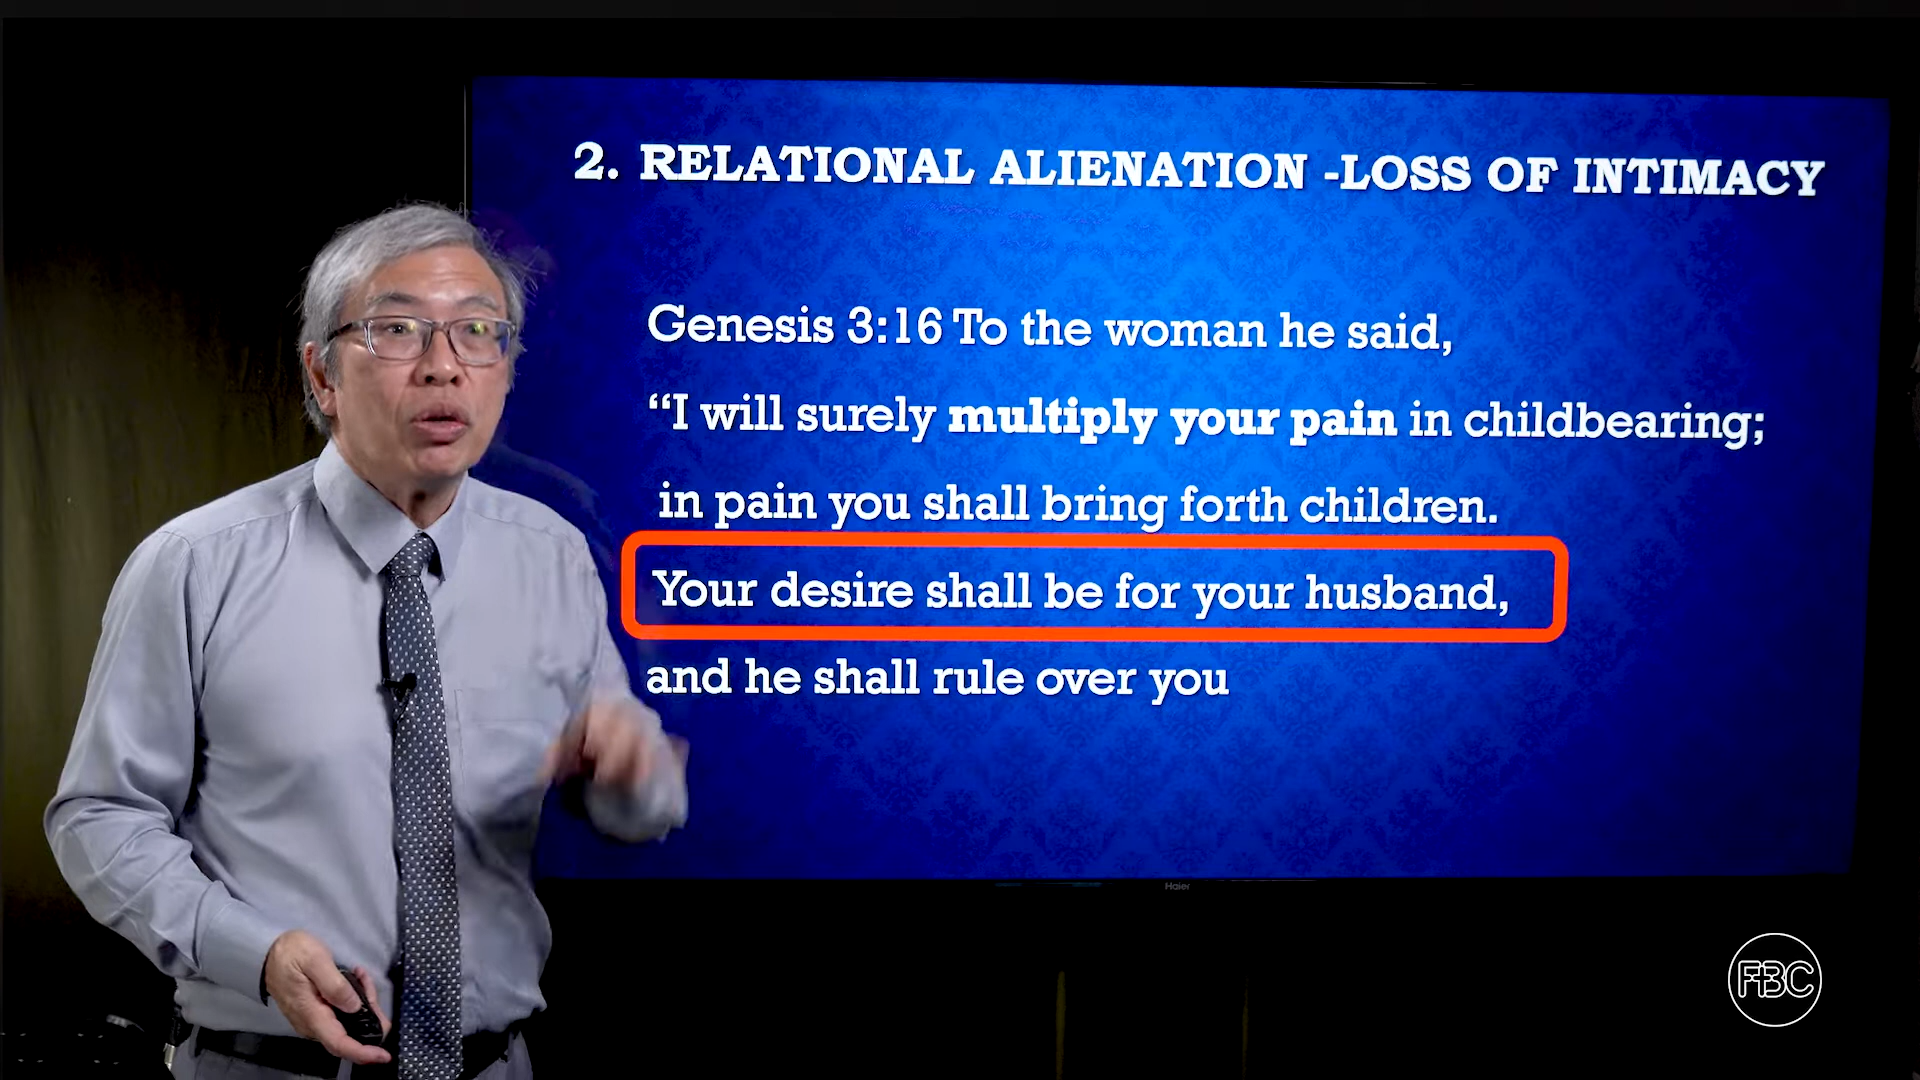 2. RELATIONAL ALIENATION -LOSS OF INTIMACY
Genesis 3:16 To the woman he said,
“I will surely multiply your pain in childbearing;
in pain you shall bring forth children.
Your desire shall be for your husband,
and he shall rule over you
Haier
FBC